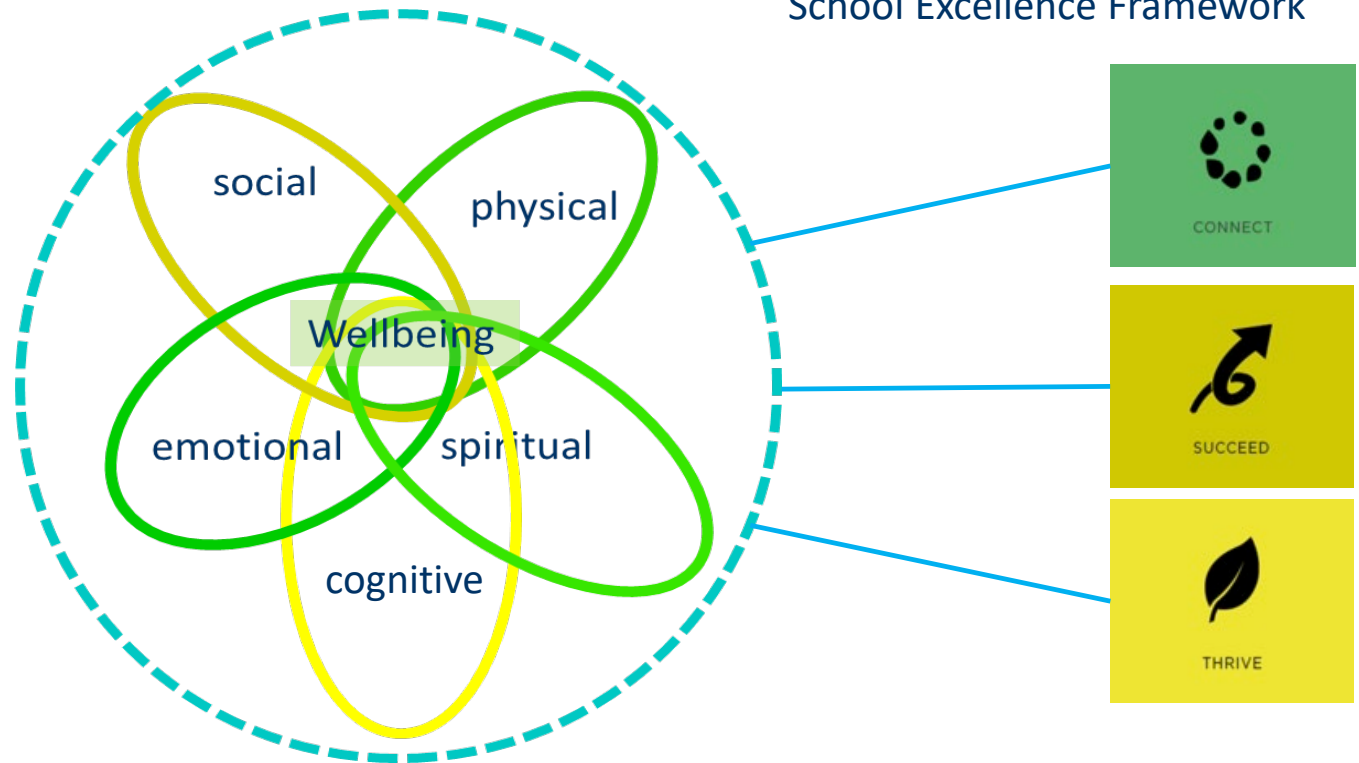 School Excellence Framework
social
physical
Wellbeing
emotional
spiritual
cognitive
CONNECT
SUCCEED
THRIVE